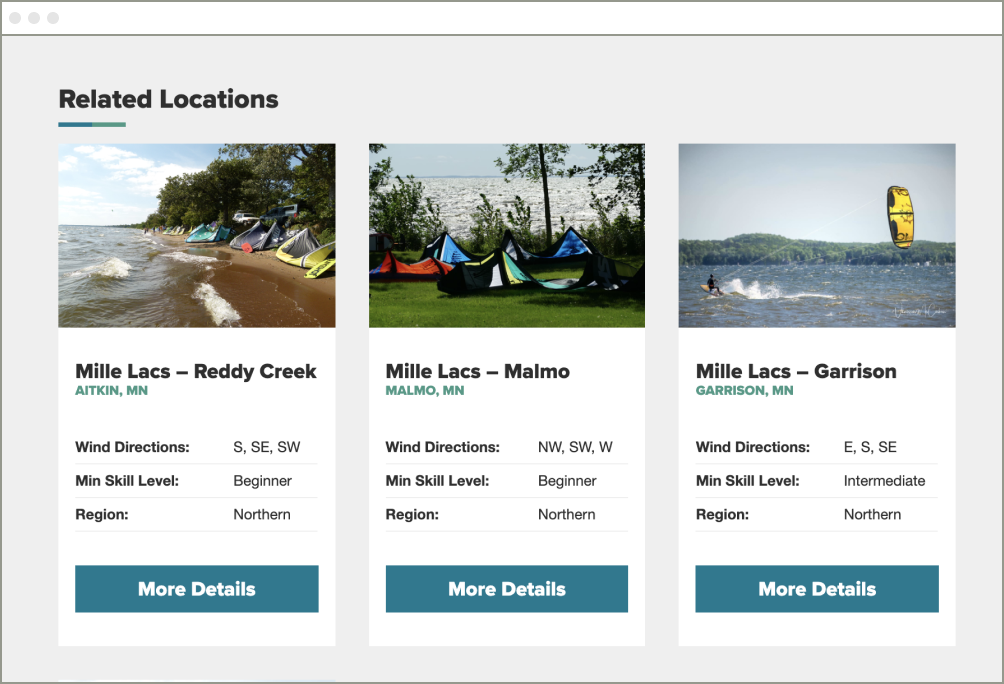 Related Locations
Mille Lacs – Reddy Creek
AITKIN, MN
Wind Directions: S, SE, SW
Min Skill Level: Beginner
Region: Northern
More Details
Mille Lacs – Malmo
MALMO, MN
Wind Directions: NW, SW, W
Min Skill Level: Beginner
Region: Northern
More Details
Mille Lacs – Garrison
GARRISON, MN
Wind Directions: E, S, SE
Min Skill Level: Intermediate
Region: Northern
More Details